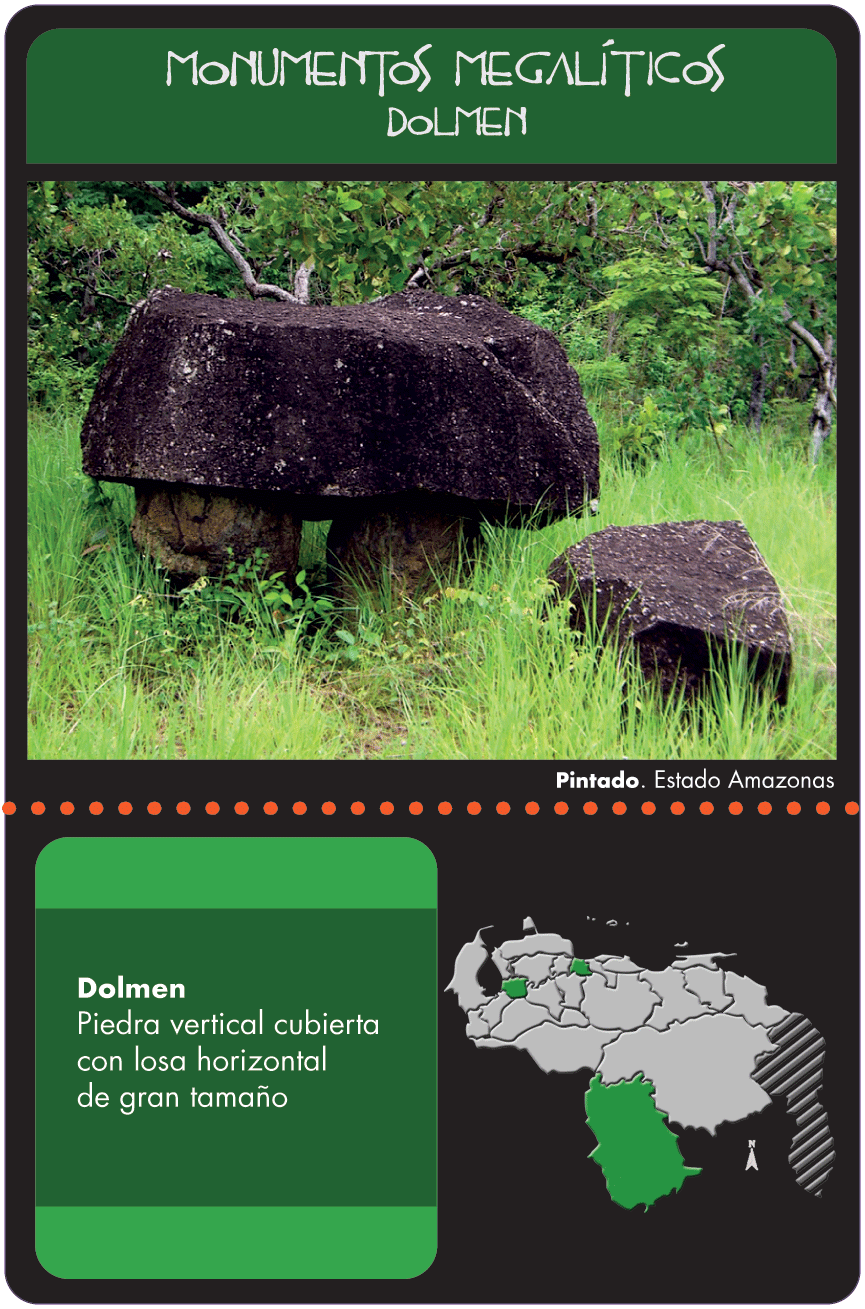 MONUMENTOS MEGALÍTICOS
DOLMEN
Pintado. Estado Amazonas
Dolmen
Piedra vertical cubierta
con losa horizontal
de gran tamaño
N